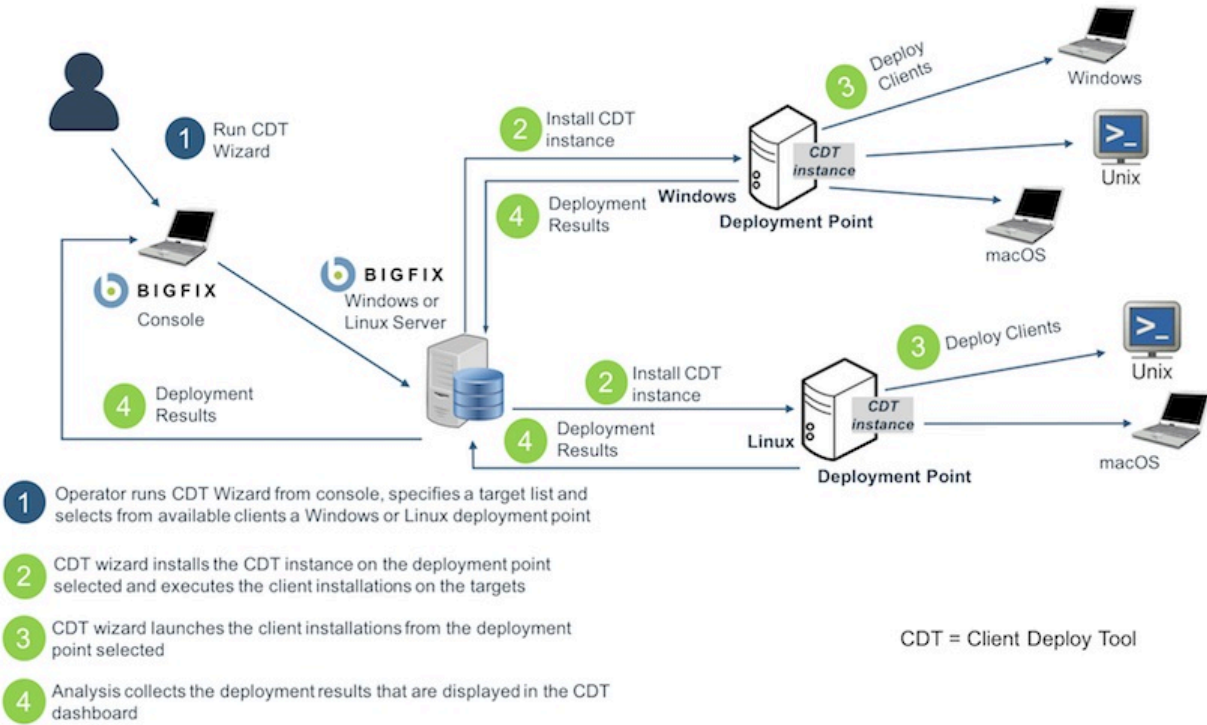 1
Run CDT
Wizard
BIGFIX
Console
4
Deployment
Results
BIGFIX
Windows or
Linux Server
2
Install CDT
instance
4
Deployment
Results
CDT
instance
Windows
Deployment Point
3
Deploy
Clients
Windows
>_
Unix
macOS
2
Install CDT
instance
4
Deployment
Results
CDT
instance
Linux
Deployment Point
3
Deploy Clients
>_
Unix
macOS
1
Operator runs CDT Wizard from console, specifies a target list and
selects from available clients a Windows or Linux deployment point
2
CDT wizard installs the CDT instance on the deployment point
selected and executes the client installations on the targets
3
CDT wizard launches the client installations from the deployment
point selected
4
Analysis collects the deployment results that are displayed in the CDT
dashboard
CDT = Client Deploy Tool